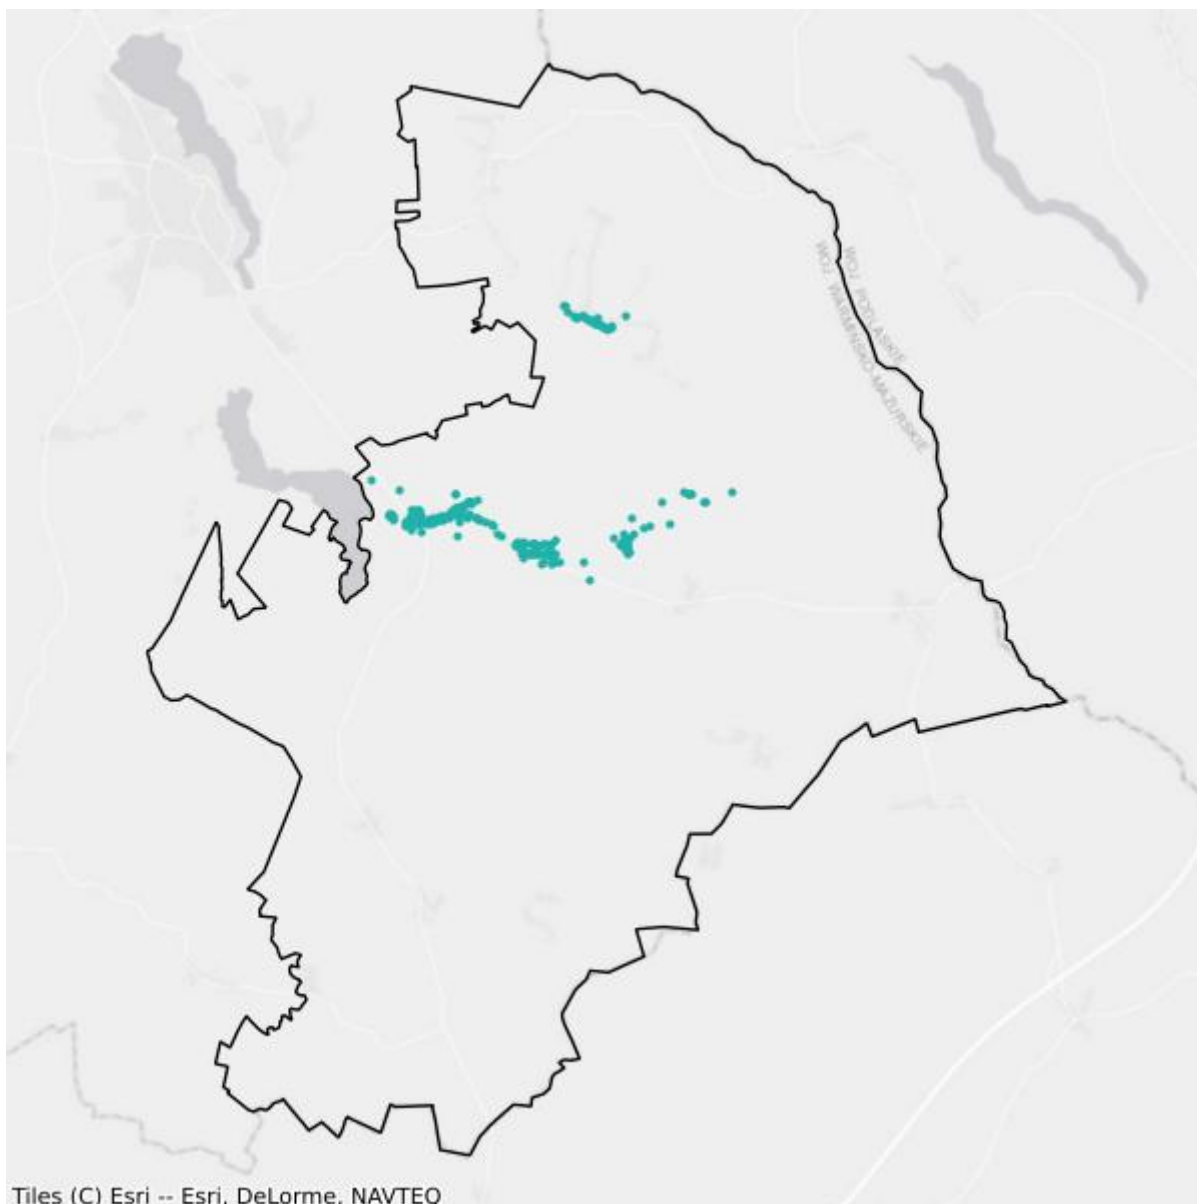 WOJ. PODLASKIE
WOJ. WARMIŃSKO-MAZURSKIE
Tiles (C) Esri -- Esri, DeLorme, NAVTEQ